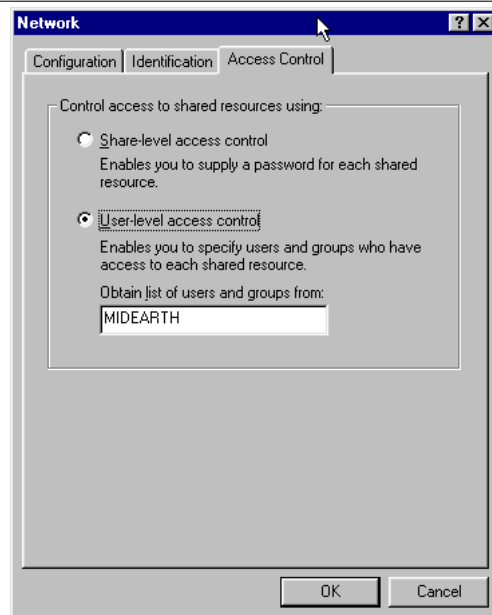 Network
Configuration Identification Access Control
Control access to shared resources using:
Share-level access control
Enables you to supply a password for each shared
resource.
User-level access control
Enables you to specify users and groups who have
access to each shared resource.
Obtain list of users and groups from:
MIDEARTH
OK Cancel